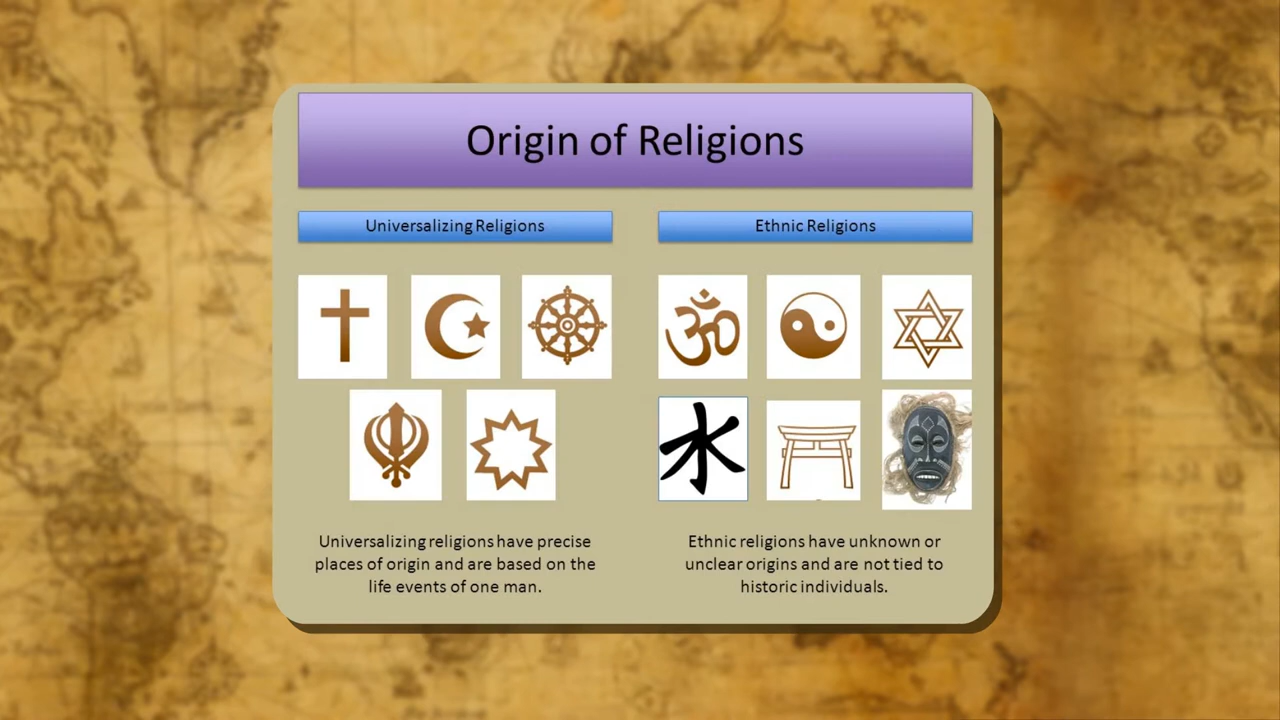 Origin of Religions
Universalizing Religions
Ethnic Religions
ॐ
水
Universalizing religions have precise
places of origin and are based on the
life events of one man.
Ethnic religions have unknown or
unclear origins and are not tied to
historic individuals.